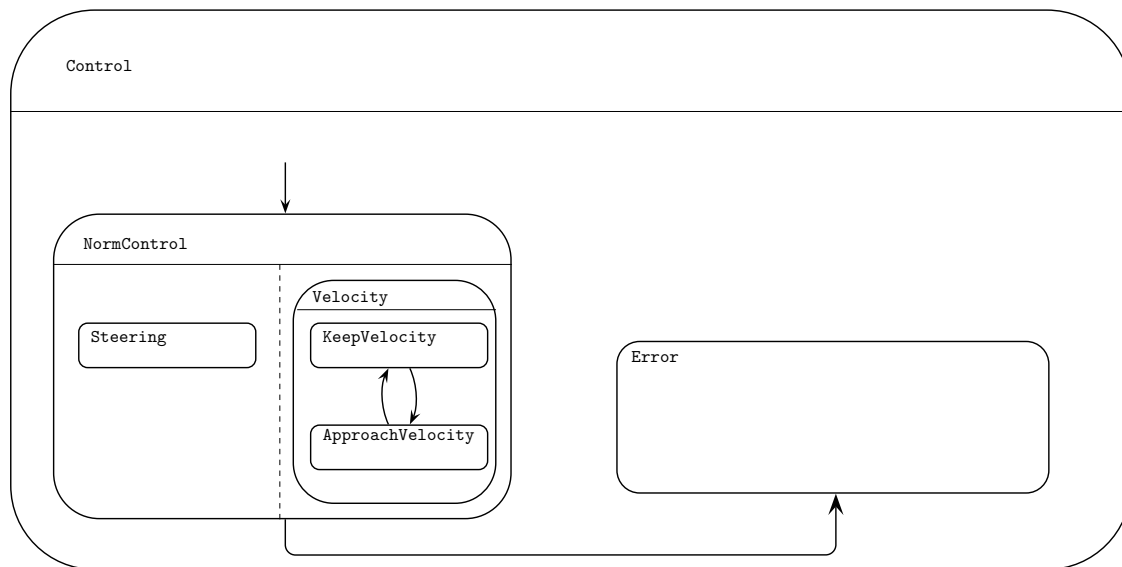 Control
NormControl
Velocity
Steering
KeepVelocity
Error
ApproachVelocity